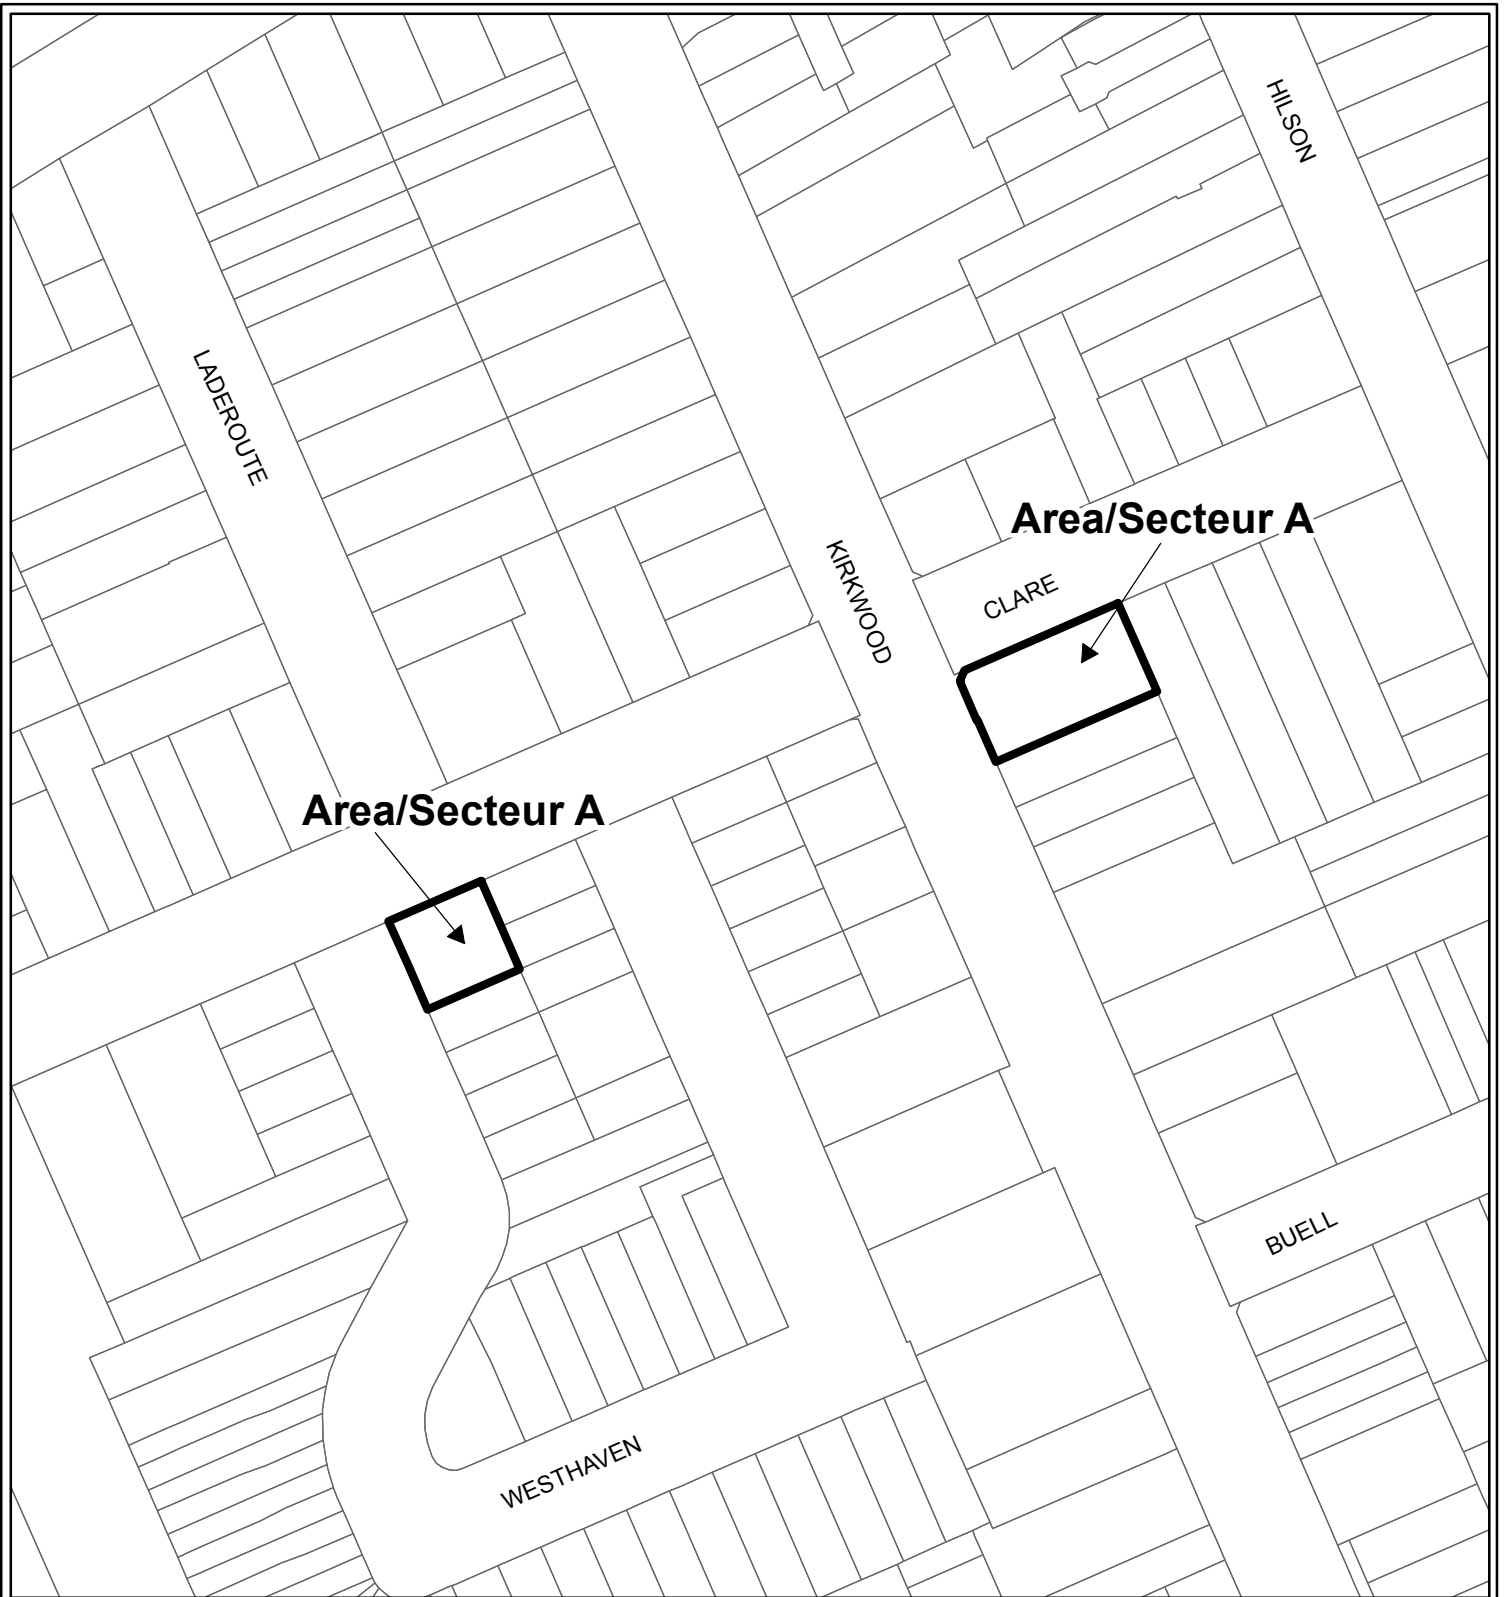 HILSON
LADEROUTE
Area/Secteur A
KIRKWOOD
CLARE
Area/Secteur A
BUELL
WESTHAVEN